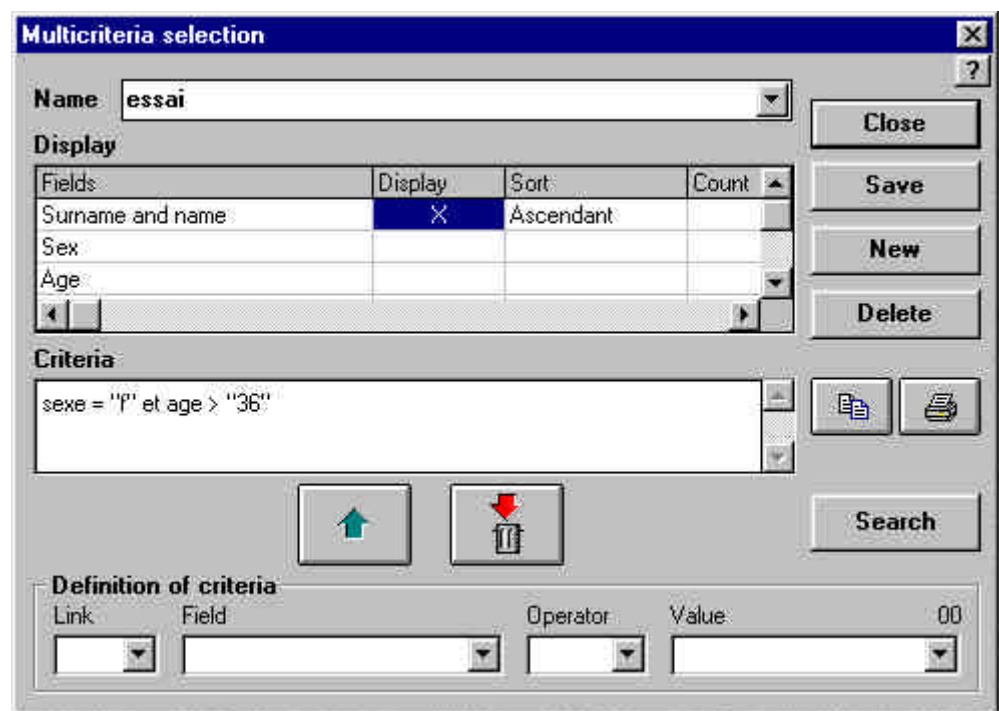 Multicriteria selection
?
Name essai
Close
Display
Fields Display Sort Count
Save
Surname and name X Ascendant
Sex
New
Age
Delete
Criteria
sexe = "f" et age > "36"
Search
Definition of criteria
Link Field Operator Value 00